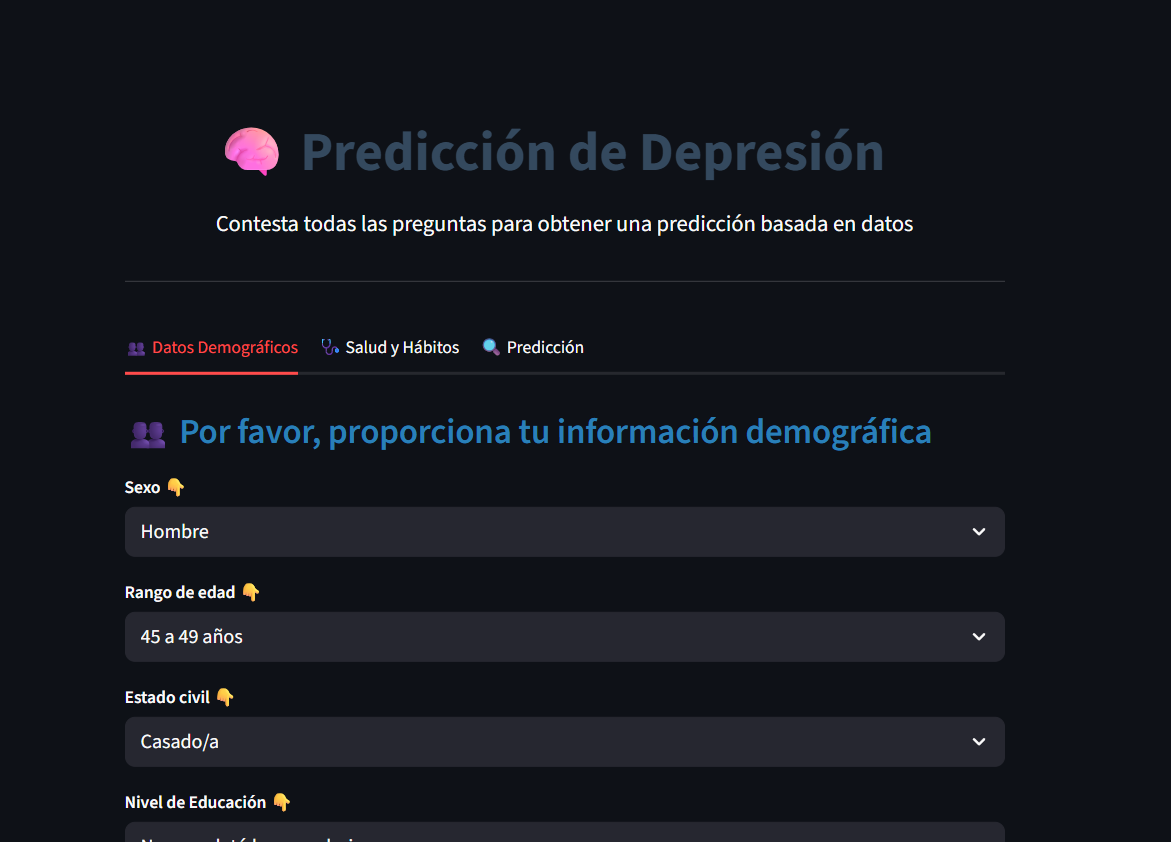 Predicción de Depresión
Contesta todas las preguntas para obtener una predicción basada en datos
Datos Demográficos
Salud y Hábitos
Predicción
Por favor, proporciona tu información demográfica
Sexo
Hombre
Rango de edad
45 a 49 años
Estado civil
Casado/a
Nivel de Educación